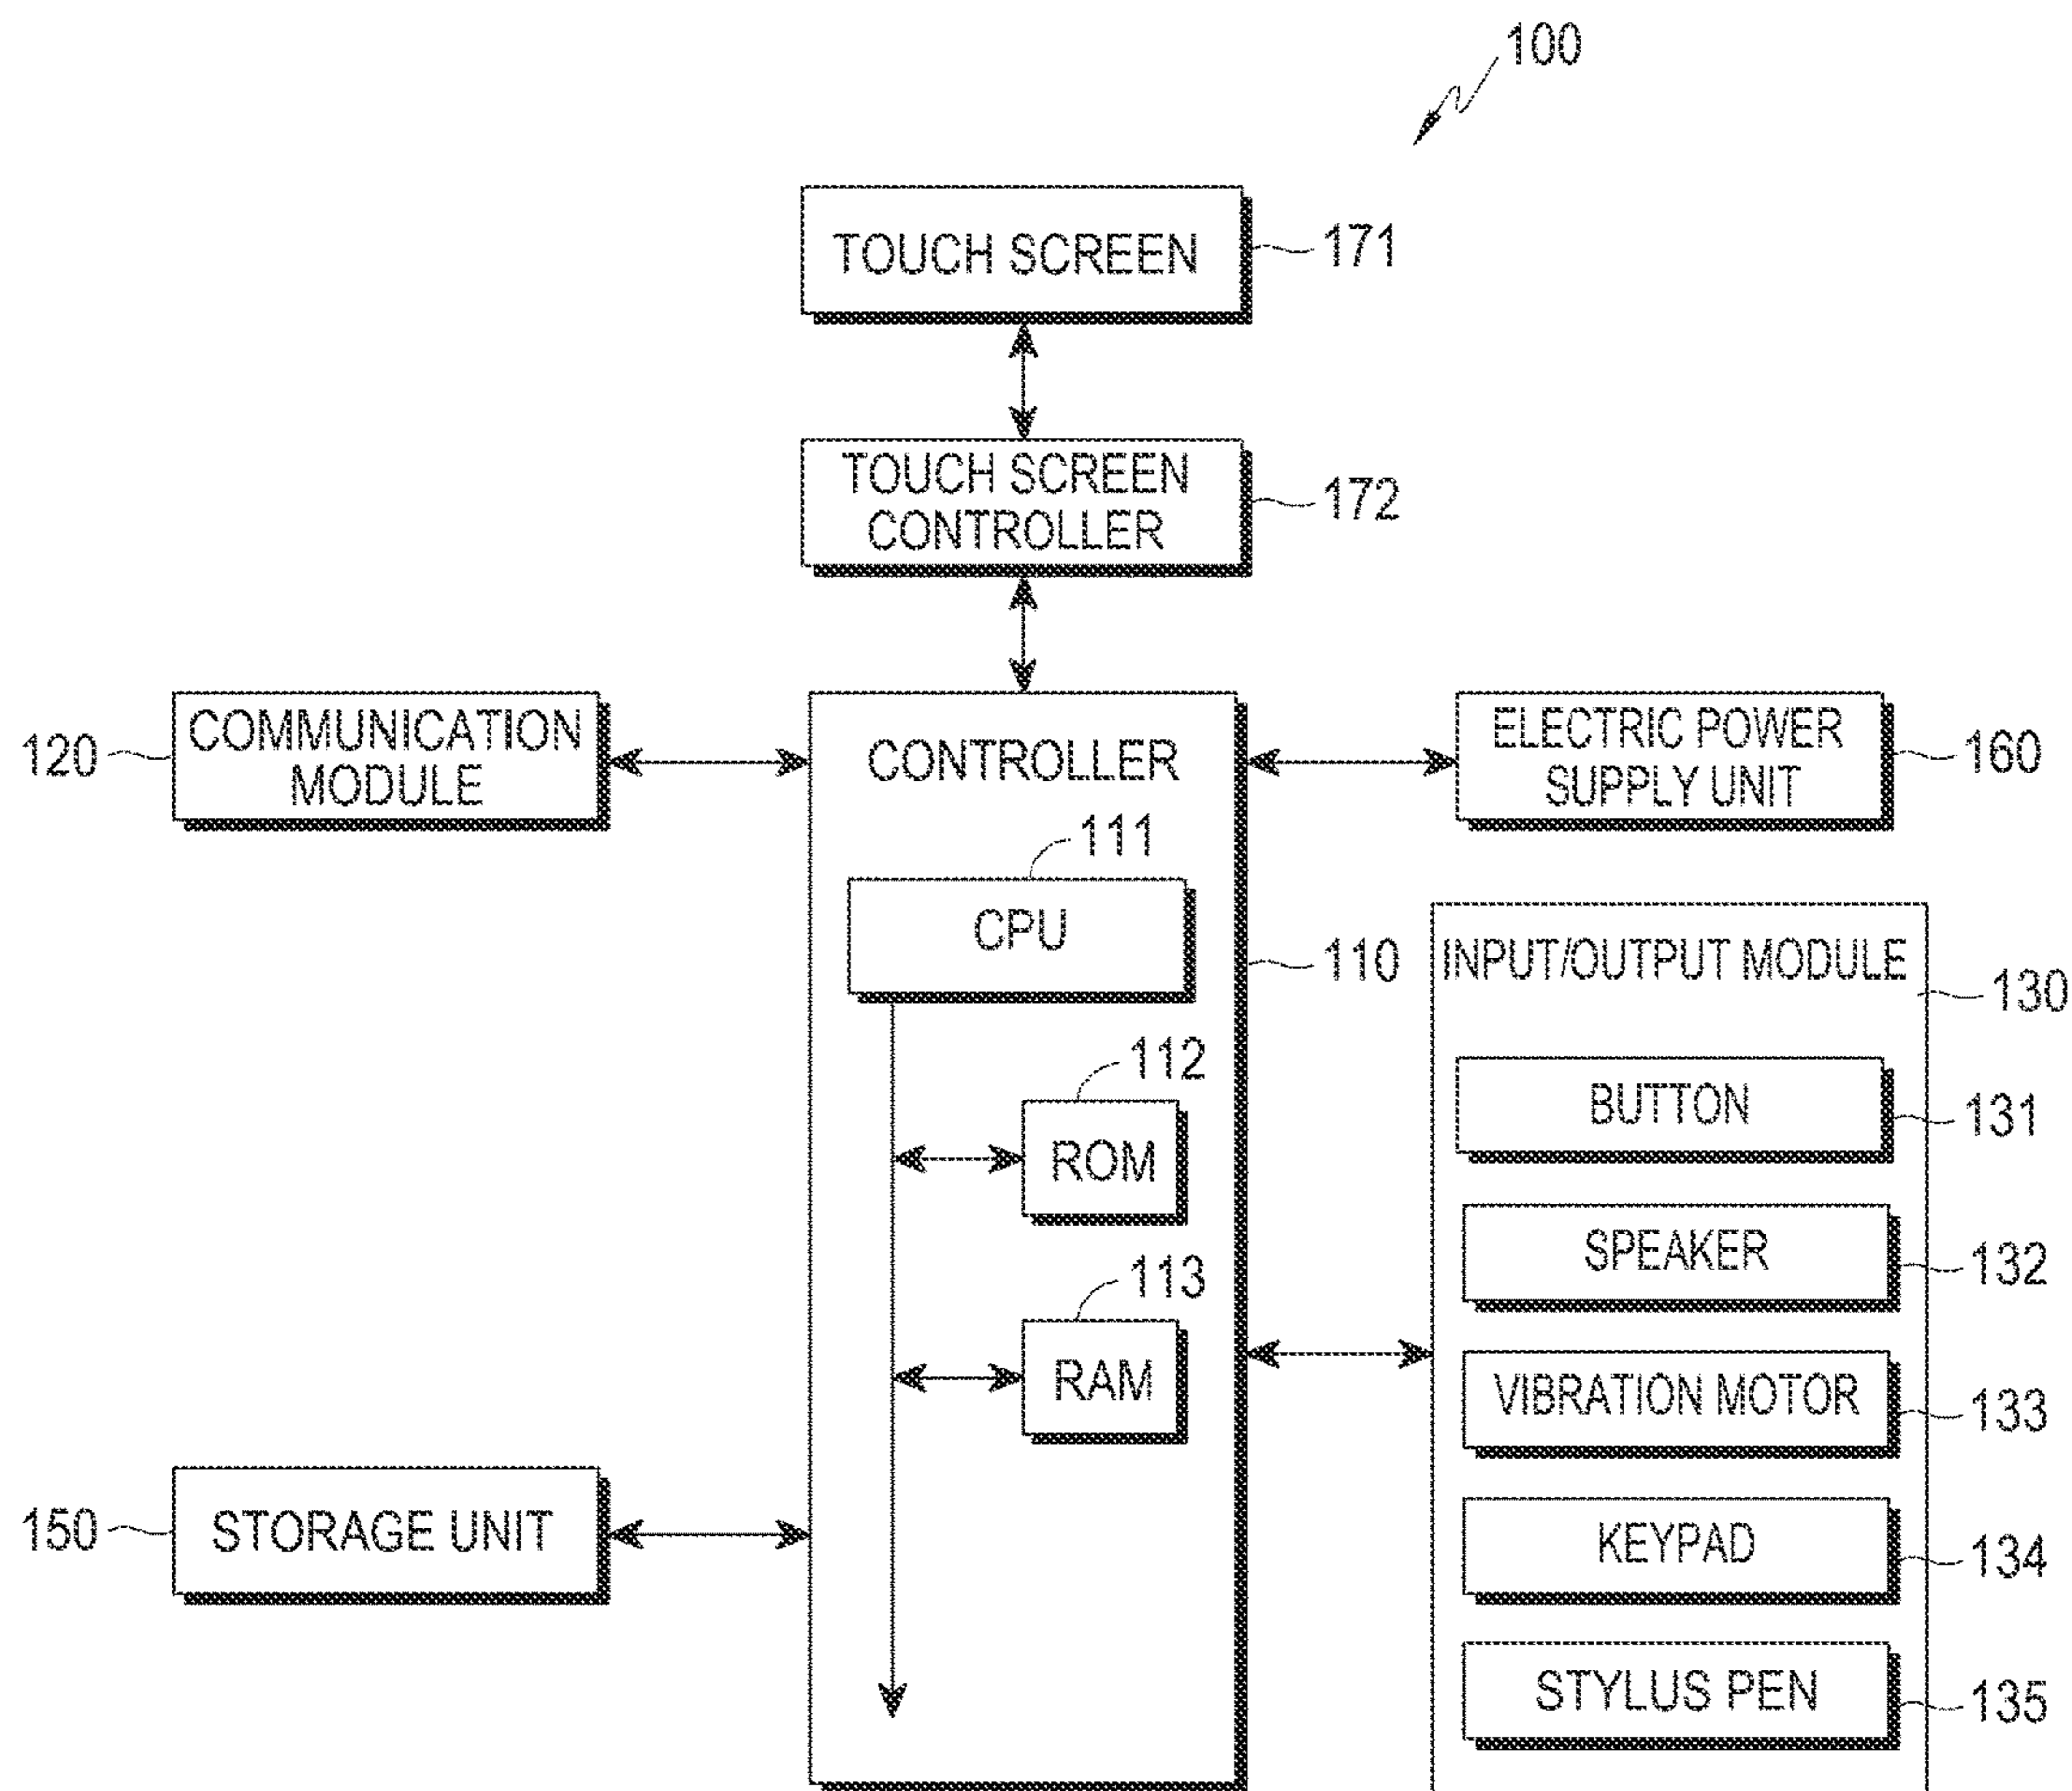 100
TOUCH SCREEN
171
TOUCH SCREEN
CONTROLLER
172
120
COMMUNICATION
MODULE
CONTROLLER
ELECTRIC POWER
SUPPLY UNIT
160
111
CPU
110
INPUT/OUTPUT MODULE
130
112
ROM
BUTTON
131
SPEAKER
132
113
RAM
VIBRATION MOTOR
133
150
STORAGE UNIT
KEYPAD
134
STYLUS PEN
135